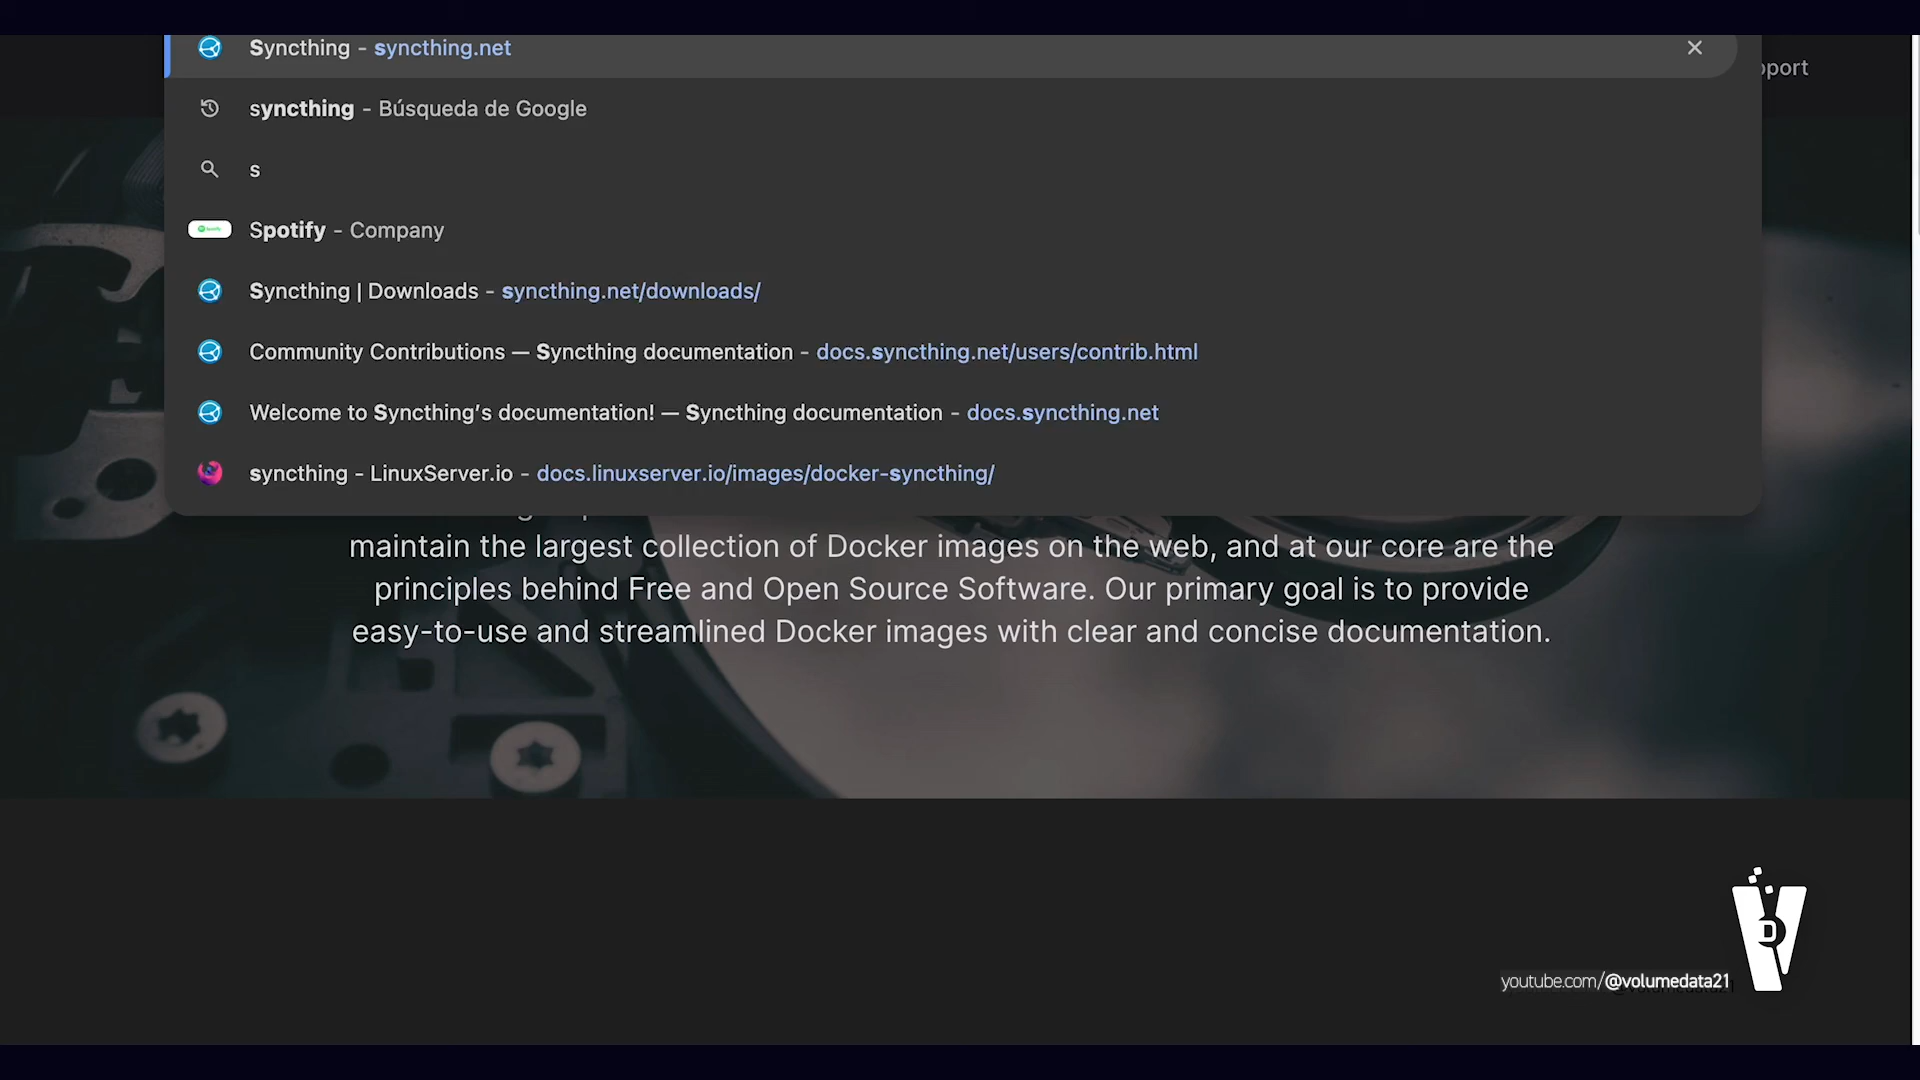 Syncthing - syncthing.net
pport
syncthing - Búsqueda de Google
s
Spotify - Company
Syncthing | Downloads - syncthing.net/downloads/
Community Contributions — Syncthing documentation - docs.syncthing.net/users/contrib.html
Welcome to Syncthing’s documentation! — Syncthing documentation - docs.syncthing.net
syncthing - LinuxServer.io - docs.linuxserver.io/images/docker-syncthing/
maintain the largest collection of Docker images on the web, and at our core are the
principles behind Free and Open Source Software. Our primary goal is to provide
easy-to-use and streamlined Docker images with clear and concise documentation.
VD
youtube.com/@volumedata21